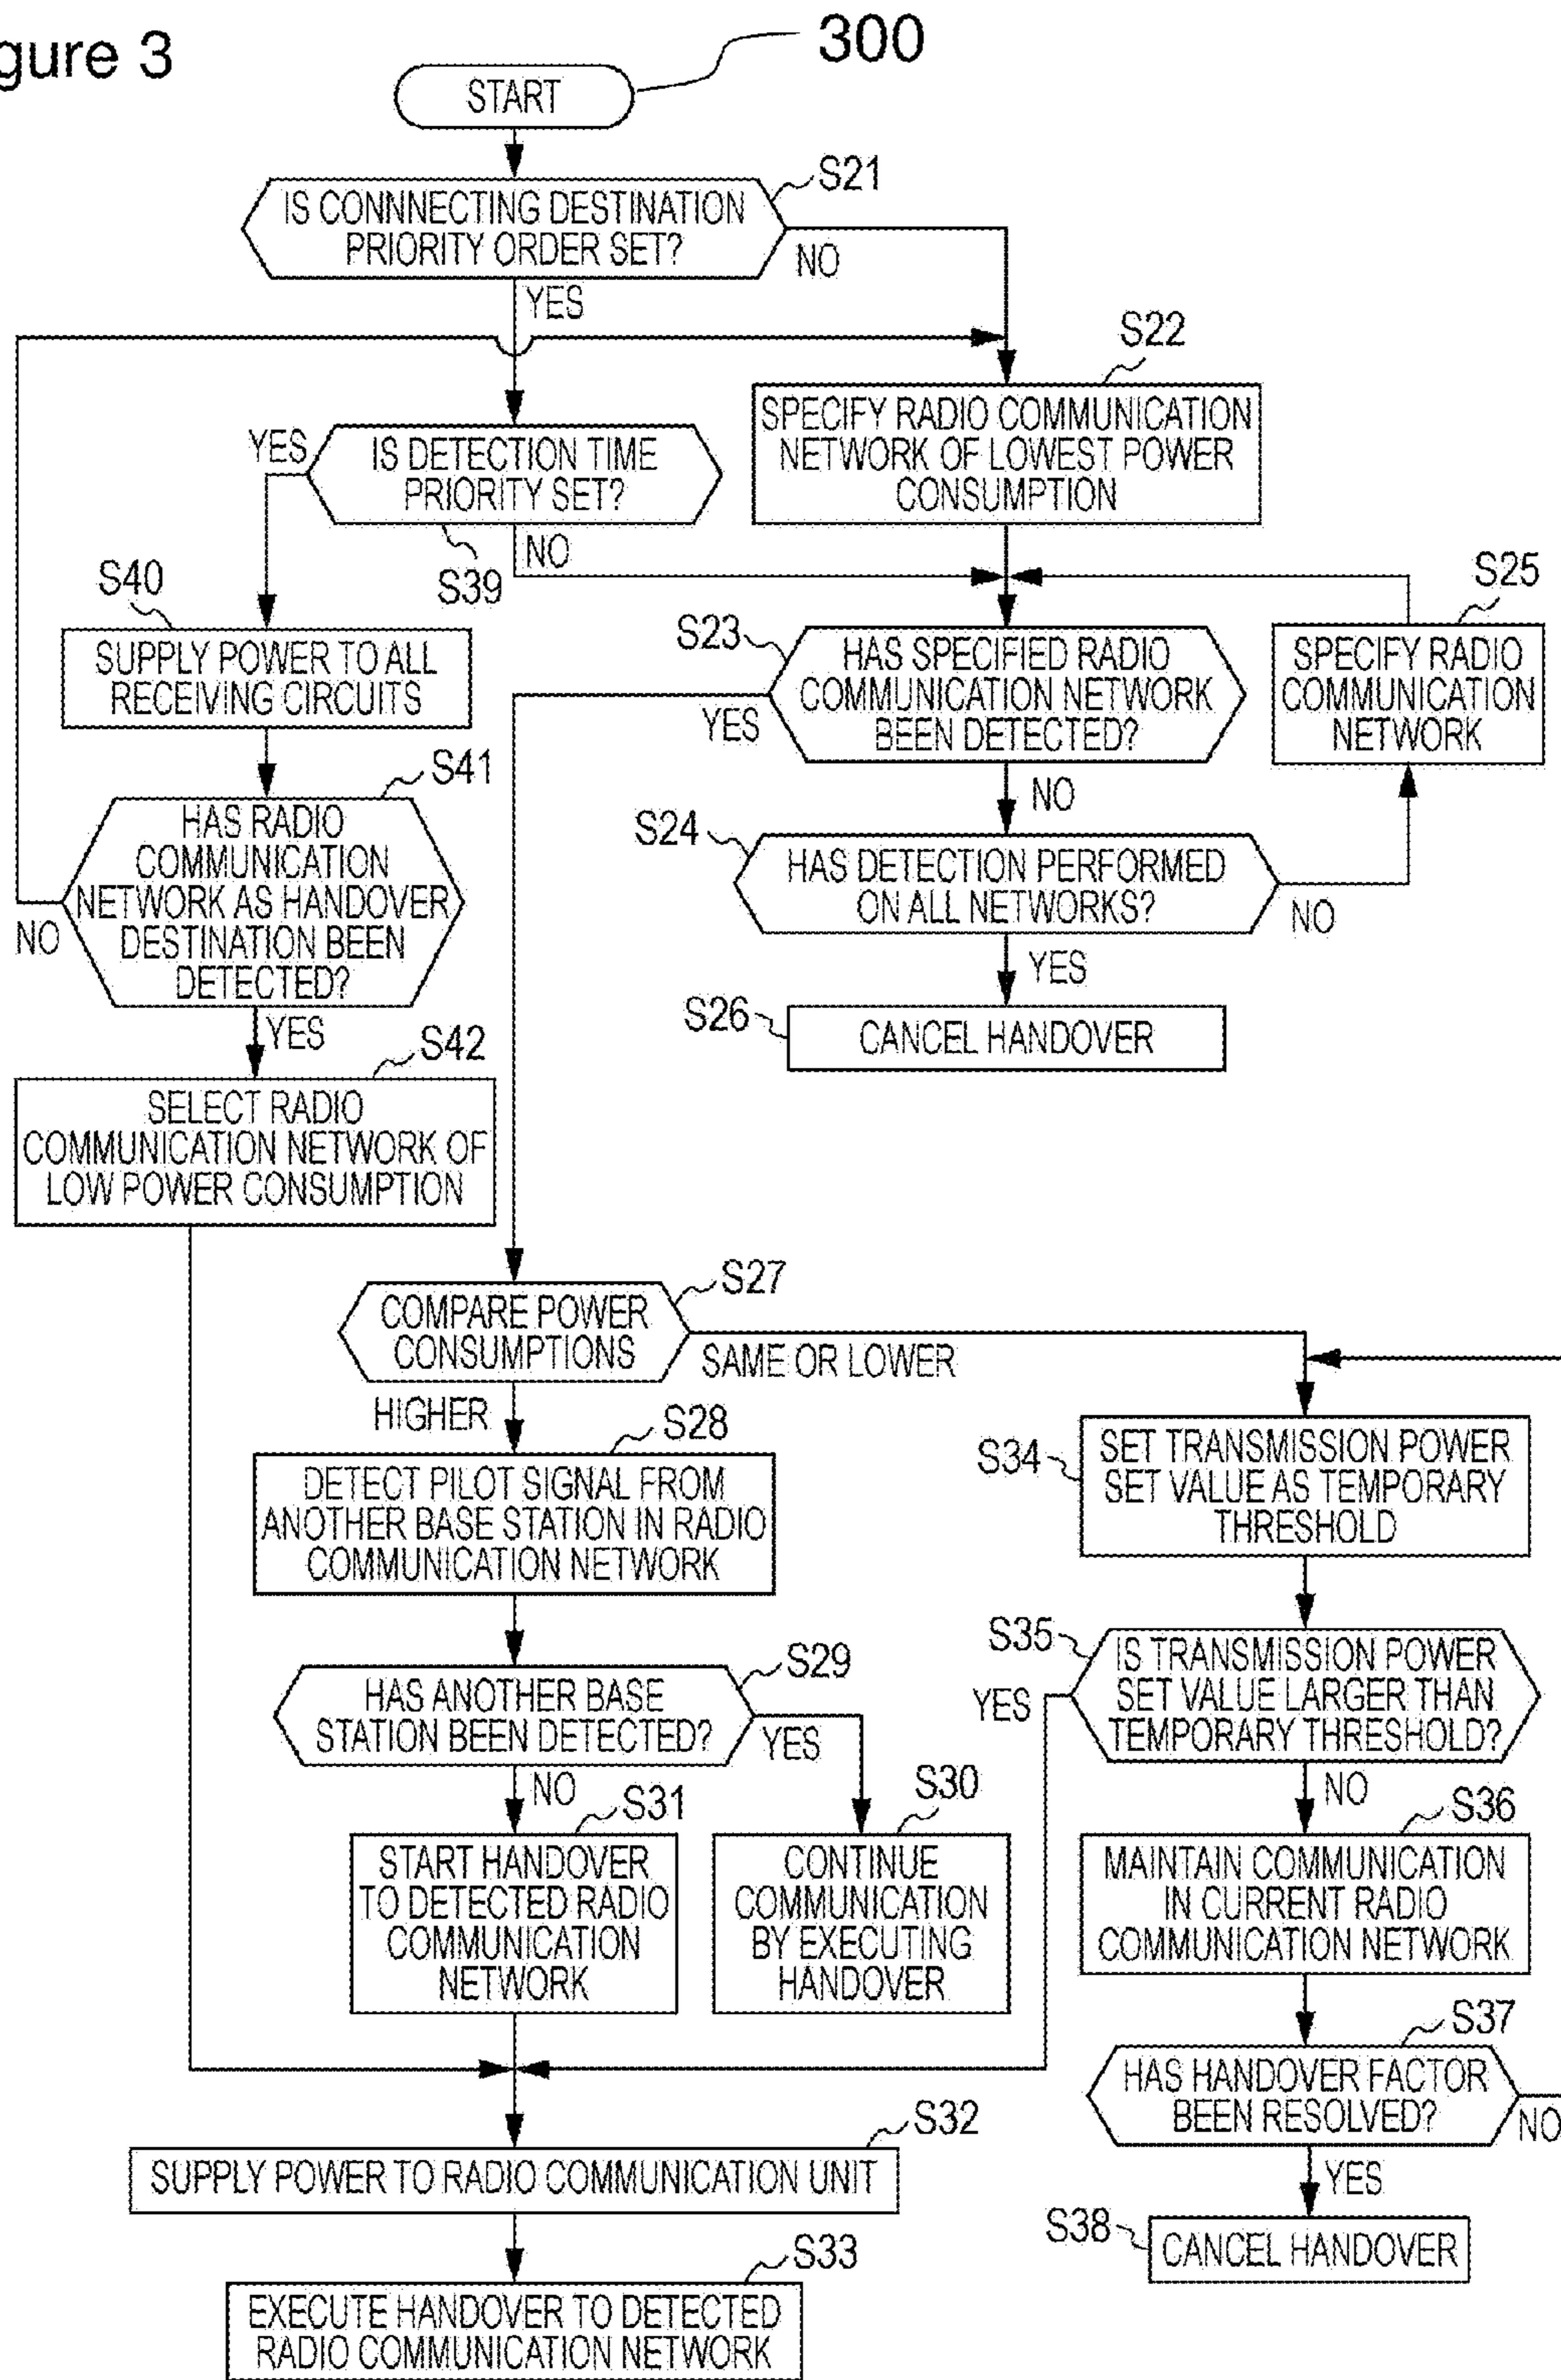 gure 3
300
START
S21
IS CONNNECTING DESTINATION
PRIORITY ORDER SET?
NO
YES
S22
SPECIFY RADIO COMMUNICATION
NETWORK OF LOWEST POWER
CONSUMPTION
YES
IS DETECTION TIME
PRIORITY SET?
S39
NO
S40
SUPPLY POWER TO ALL
RECEIVING CIRCUITS
S23
HAS SPECIFIED RADIO
COMMUNICATION NETWORK
BEEN DETECTED?
YES
NO
S25
SPECIFY RADIO
COMMUNICATION
NETWORK
S41
HAS RADIO
COMMUNICATION
NETWORK AS HANDOVER
DESTINATION BEEN
DETECTED?
NO
YES
S24
HAS DETECTION PERFORMED
ON ALL NETWORKS?
NO
YES
S26
CANCEL HANDOVER
S42
SELECT RADIO
COMMUNICATION NETWORK OF
LOW POWER CONSUMPTION
S27
COMPARE POWER
CONSUMPTIONS
SAME OR LOWER
HIGHER
S28
DETECT PILOT SIGNAL FROM
ANOTHER BASE STATION IN RADIO
COMMUNICATION NETWORK
S34
SET TRANSMISSION POWER
SET VALUE AS TEMPORARY
THRESHOLD
S29
HAS ANOTHER BASE
STATION BEEN DETECTED?
YES
NO
S35
IS TRANSMISSION POWER
SET VALUE LARGER THAN
TEMPORARY THRESHOLD?
YES
NO
S31
START HANDOVER
TO DETECTED RADIO
COMMUNICATION
NETWORK
S30
CONTINUE
COMMUNICATION
BY EXECUTING
HANDOVER
S36
MAINTAIN COMMUNICATION
IN CURRENT RADIO
COMMUNICATION NETWORK
S37
HAS HANDOVER FACTOR
BEEN RESOLVED?
NO
YES
S32
SUPPLY POWER TO RADIO COMMUNICATION UNIT
S38
CANCEL HANDOVER
S33
EXECUTE HANDOVER TO DETECTED
RADIO COMMUNICATION NETWORK